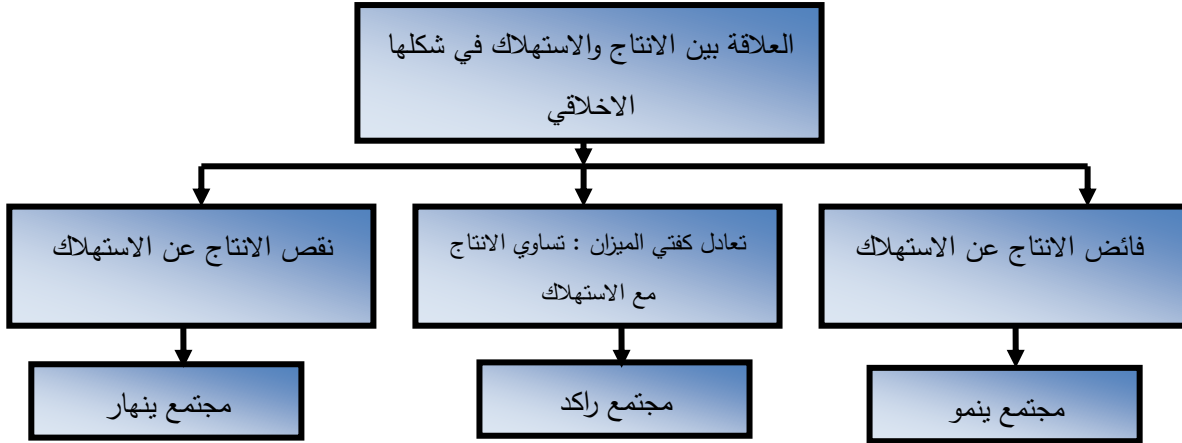 العلاقة بين الانتاج والاستهلاك في شكلها
الاخلاقي
فائض الانتاج عن الاستهلاك
تعادل كفتي الميزان : تساوي الانتاج
مع الاستهلاك
نقص الانتاج عن الاستهلاك
مجتمع ينمو
مجتمع راكد
مجتمع ينهار